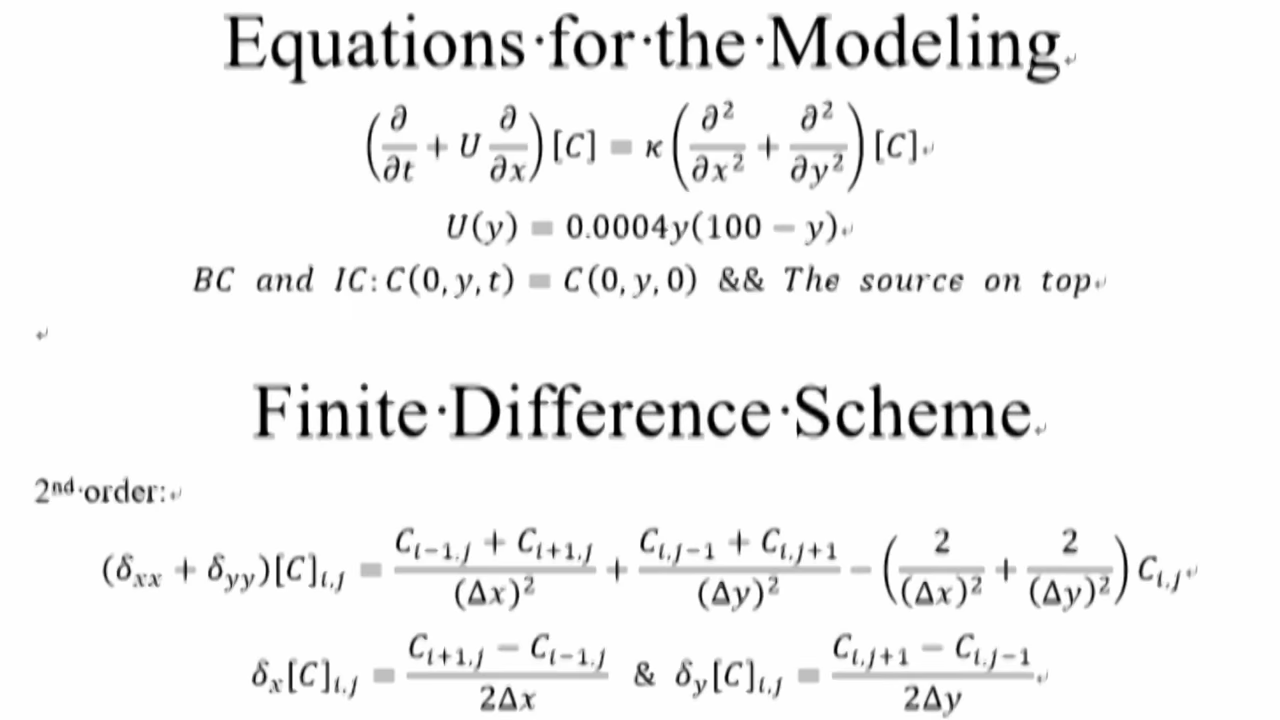 Equations·for·the·Modeling
(∂/∂t + U ∂/∂x)[C] = κ(∂²/∂x² + ∂²/∂y²)[C]
U(y) = 0.0004y(100 − y)
BC and IC: C(0, y, t) = C(0, y, 0) && The source on top
Finite·Difference·Scheme
2nd·order:
(δxx + δyy)[C]i,j = (Ci−1,j + Ci+1,j)/(Δx)² + (Ci,j−1 + Ci,j+1)/(Δy)² − (2/(Δx)² + 2/(Δy)²) Ci,j
δx[C]i,j = (Ci+1,j − Ci−1,j)/2Δx & δy[C]i,j = (Ci,j+1 − Ci,j−1)/2Δy